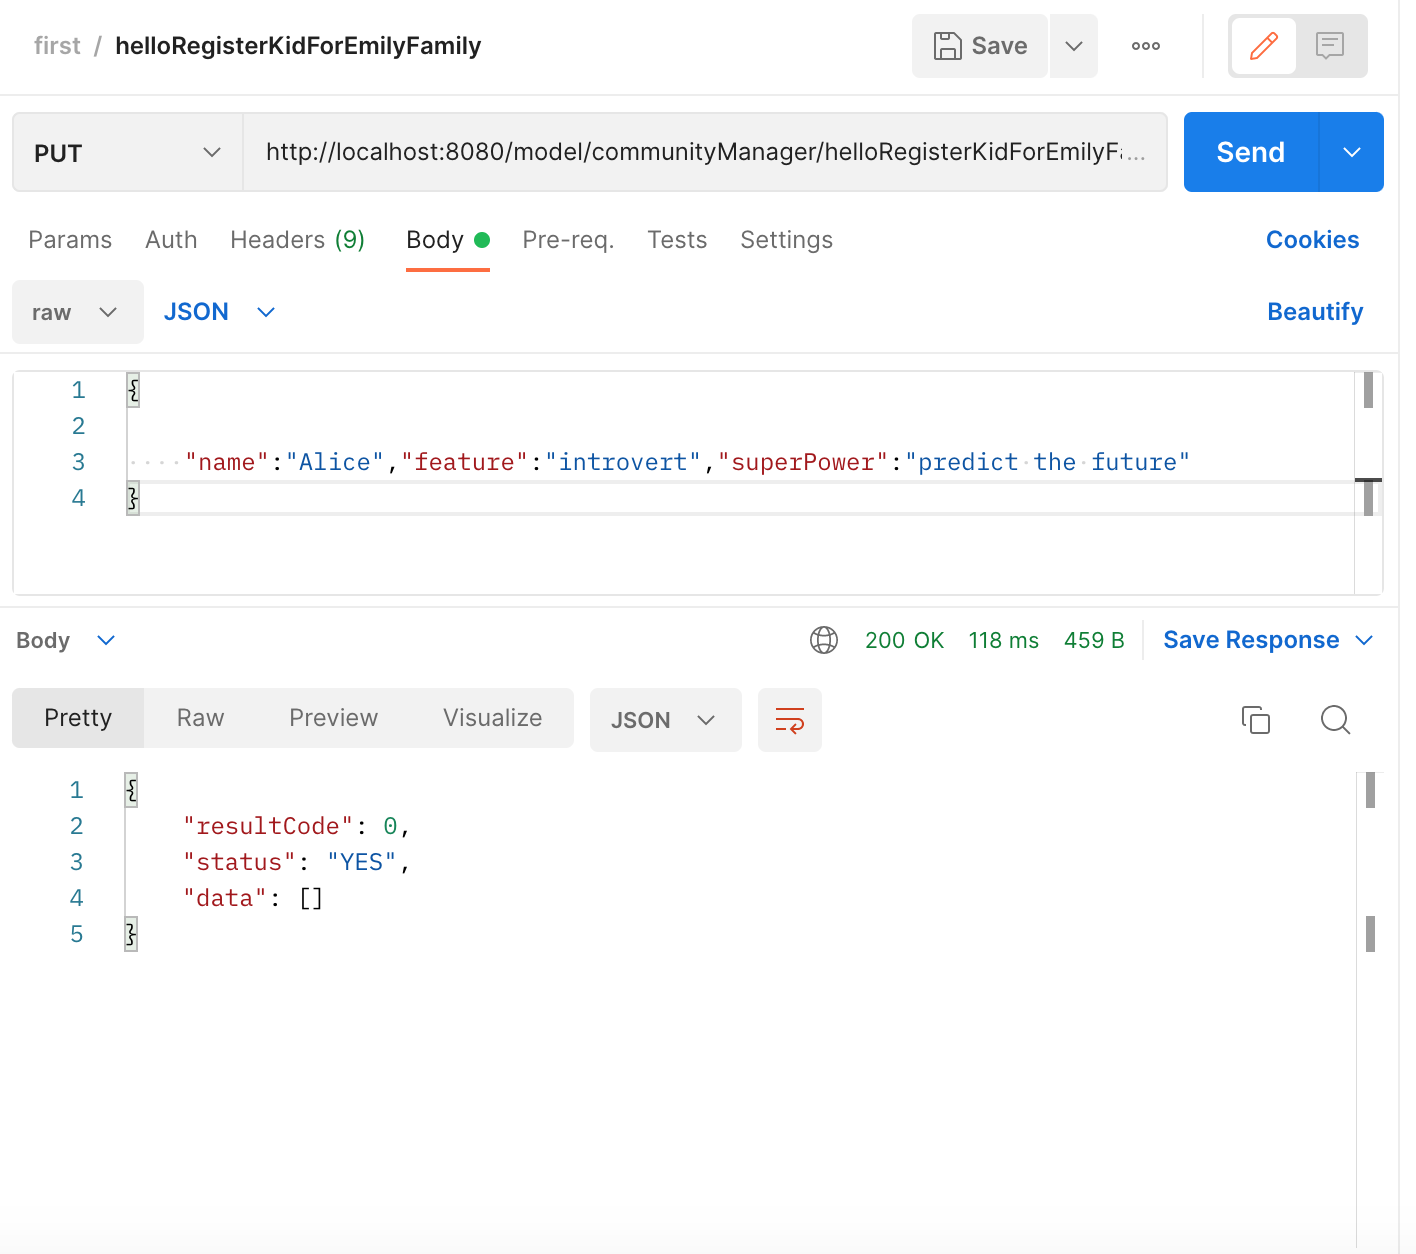 first / helloRegisterKidForEmilyFamily
Save
PUT
http://localhost:8080/model/communityManager/helloRegisterKidForEmilyF...
Send
Params Auth Headers (9) Body Pre-req. Tests Settings Cookies
raw JSON Beautify
1 {
2
3 "name":"Alice","feature":"introvert","superPower":"predict the future"
4 }
Body 200 OK 118 ms 459 B Save Response
Pretty Raw Preview Visualize JSON
1 {
2 "resultCode": 0,
3 "status": "YES",
4 "data": []
5 }